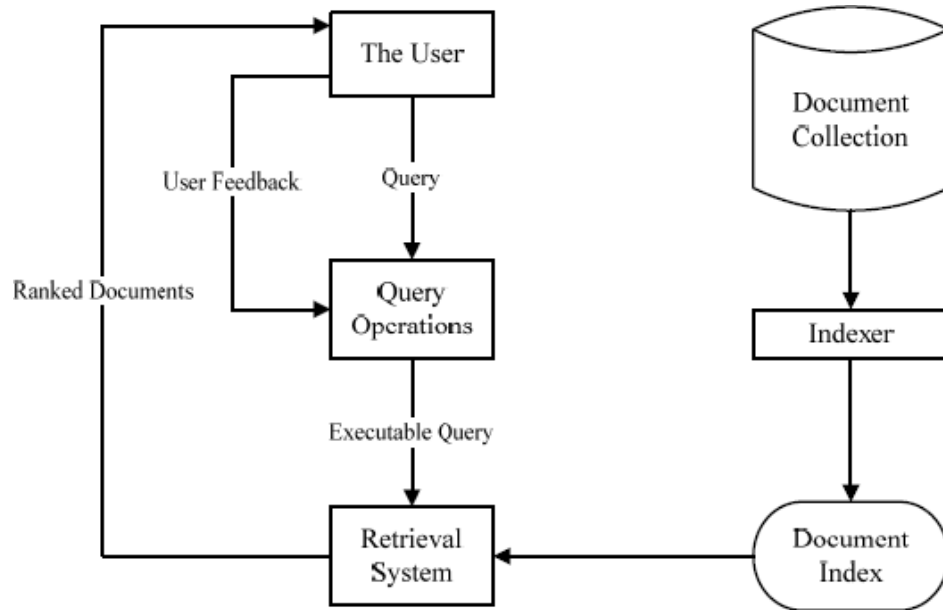 The User
Document
Collection
User Feedback
Query
Ranked Documents
Query
Operations
Indexer
Executable Query
Retrieval
System
Document
Index